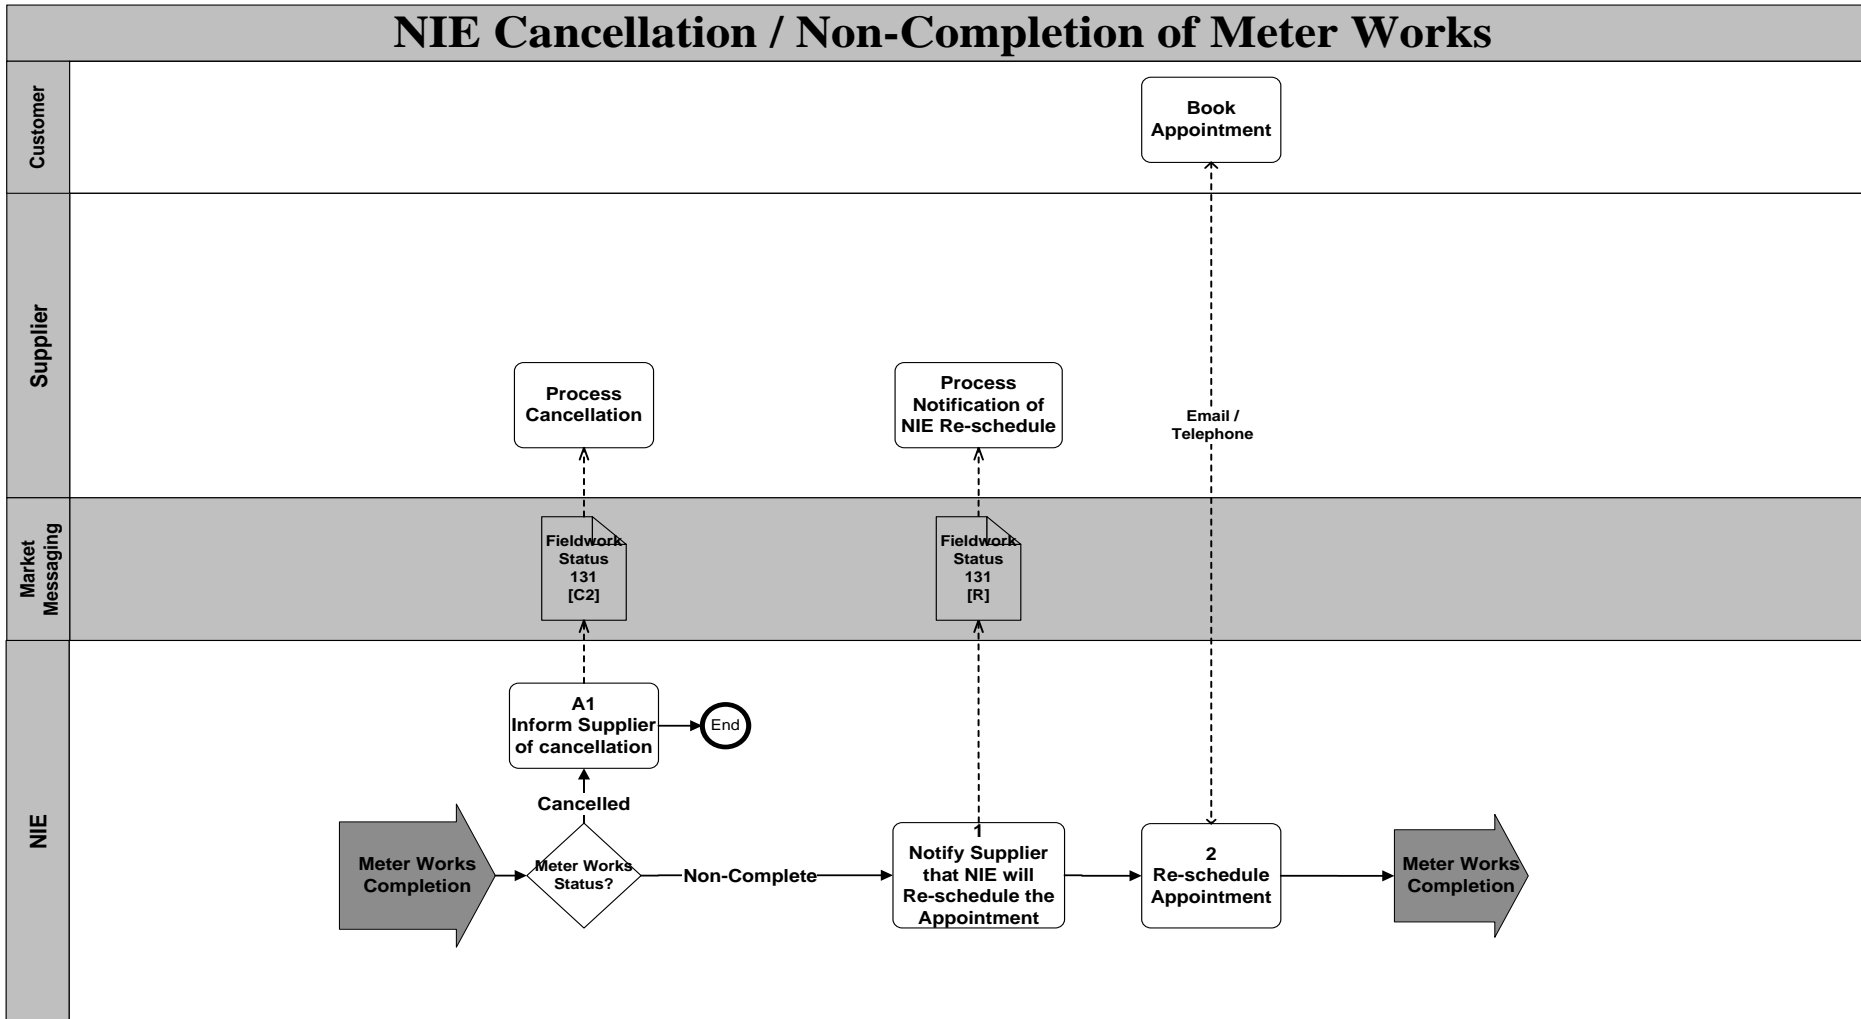 NIE Cancellation / Non-Completion of Meter Works
Customer
Book
Appointment
Supplier
Process
Cancellation
Process
Notification of
NIE Re-schedule
Email /
Telephone
Market
Messaging
Fieldwork
Status
131
[C2]
Fieldwork
Status
131
[R]
NIE
A1
Inform Supplier
of cancellation
End
Cancelled
Meter Works
Completion
Meter Works
Status?
Non-Complete
1
Notify Supplier
that NIE will
Re-schedule the
Appointment
2
Re-schedule
Appointment
Meter Works
Completion